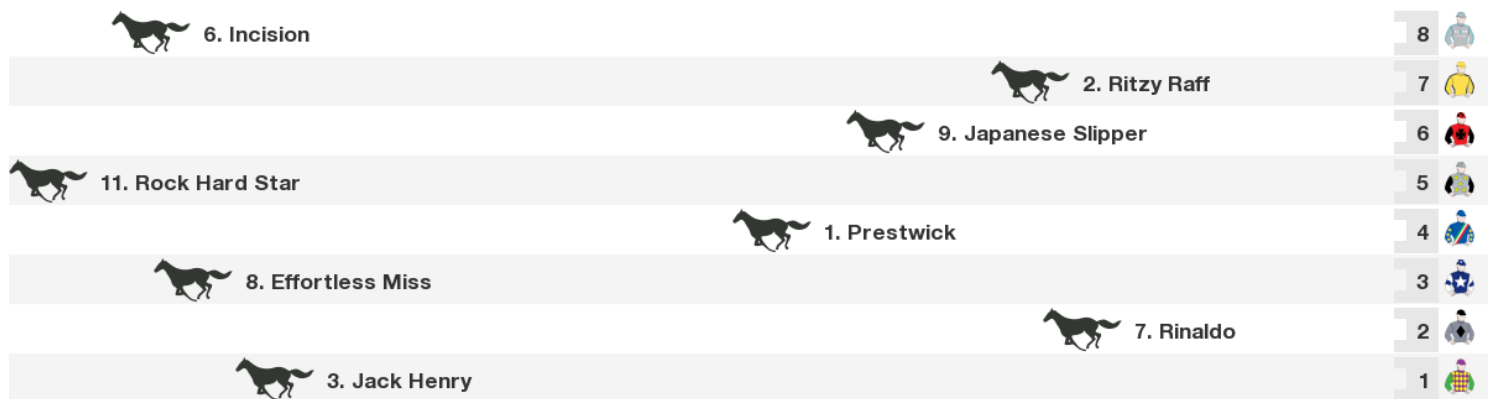 6. Incision 8
2. Ritzy Raff 7
9. Japanese Slipper 6
11. Rock Hard Star 5
1. Prestwick 4
8. Effortless Miss 3
7. Rinaldo 2
3. Jack Henry 1